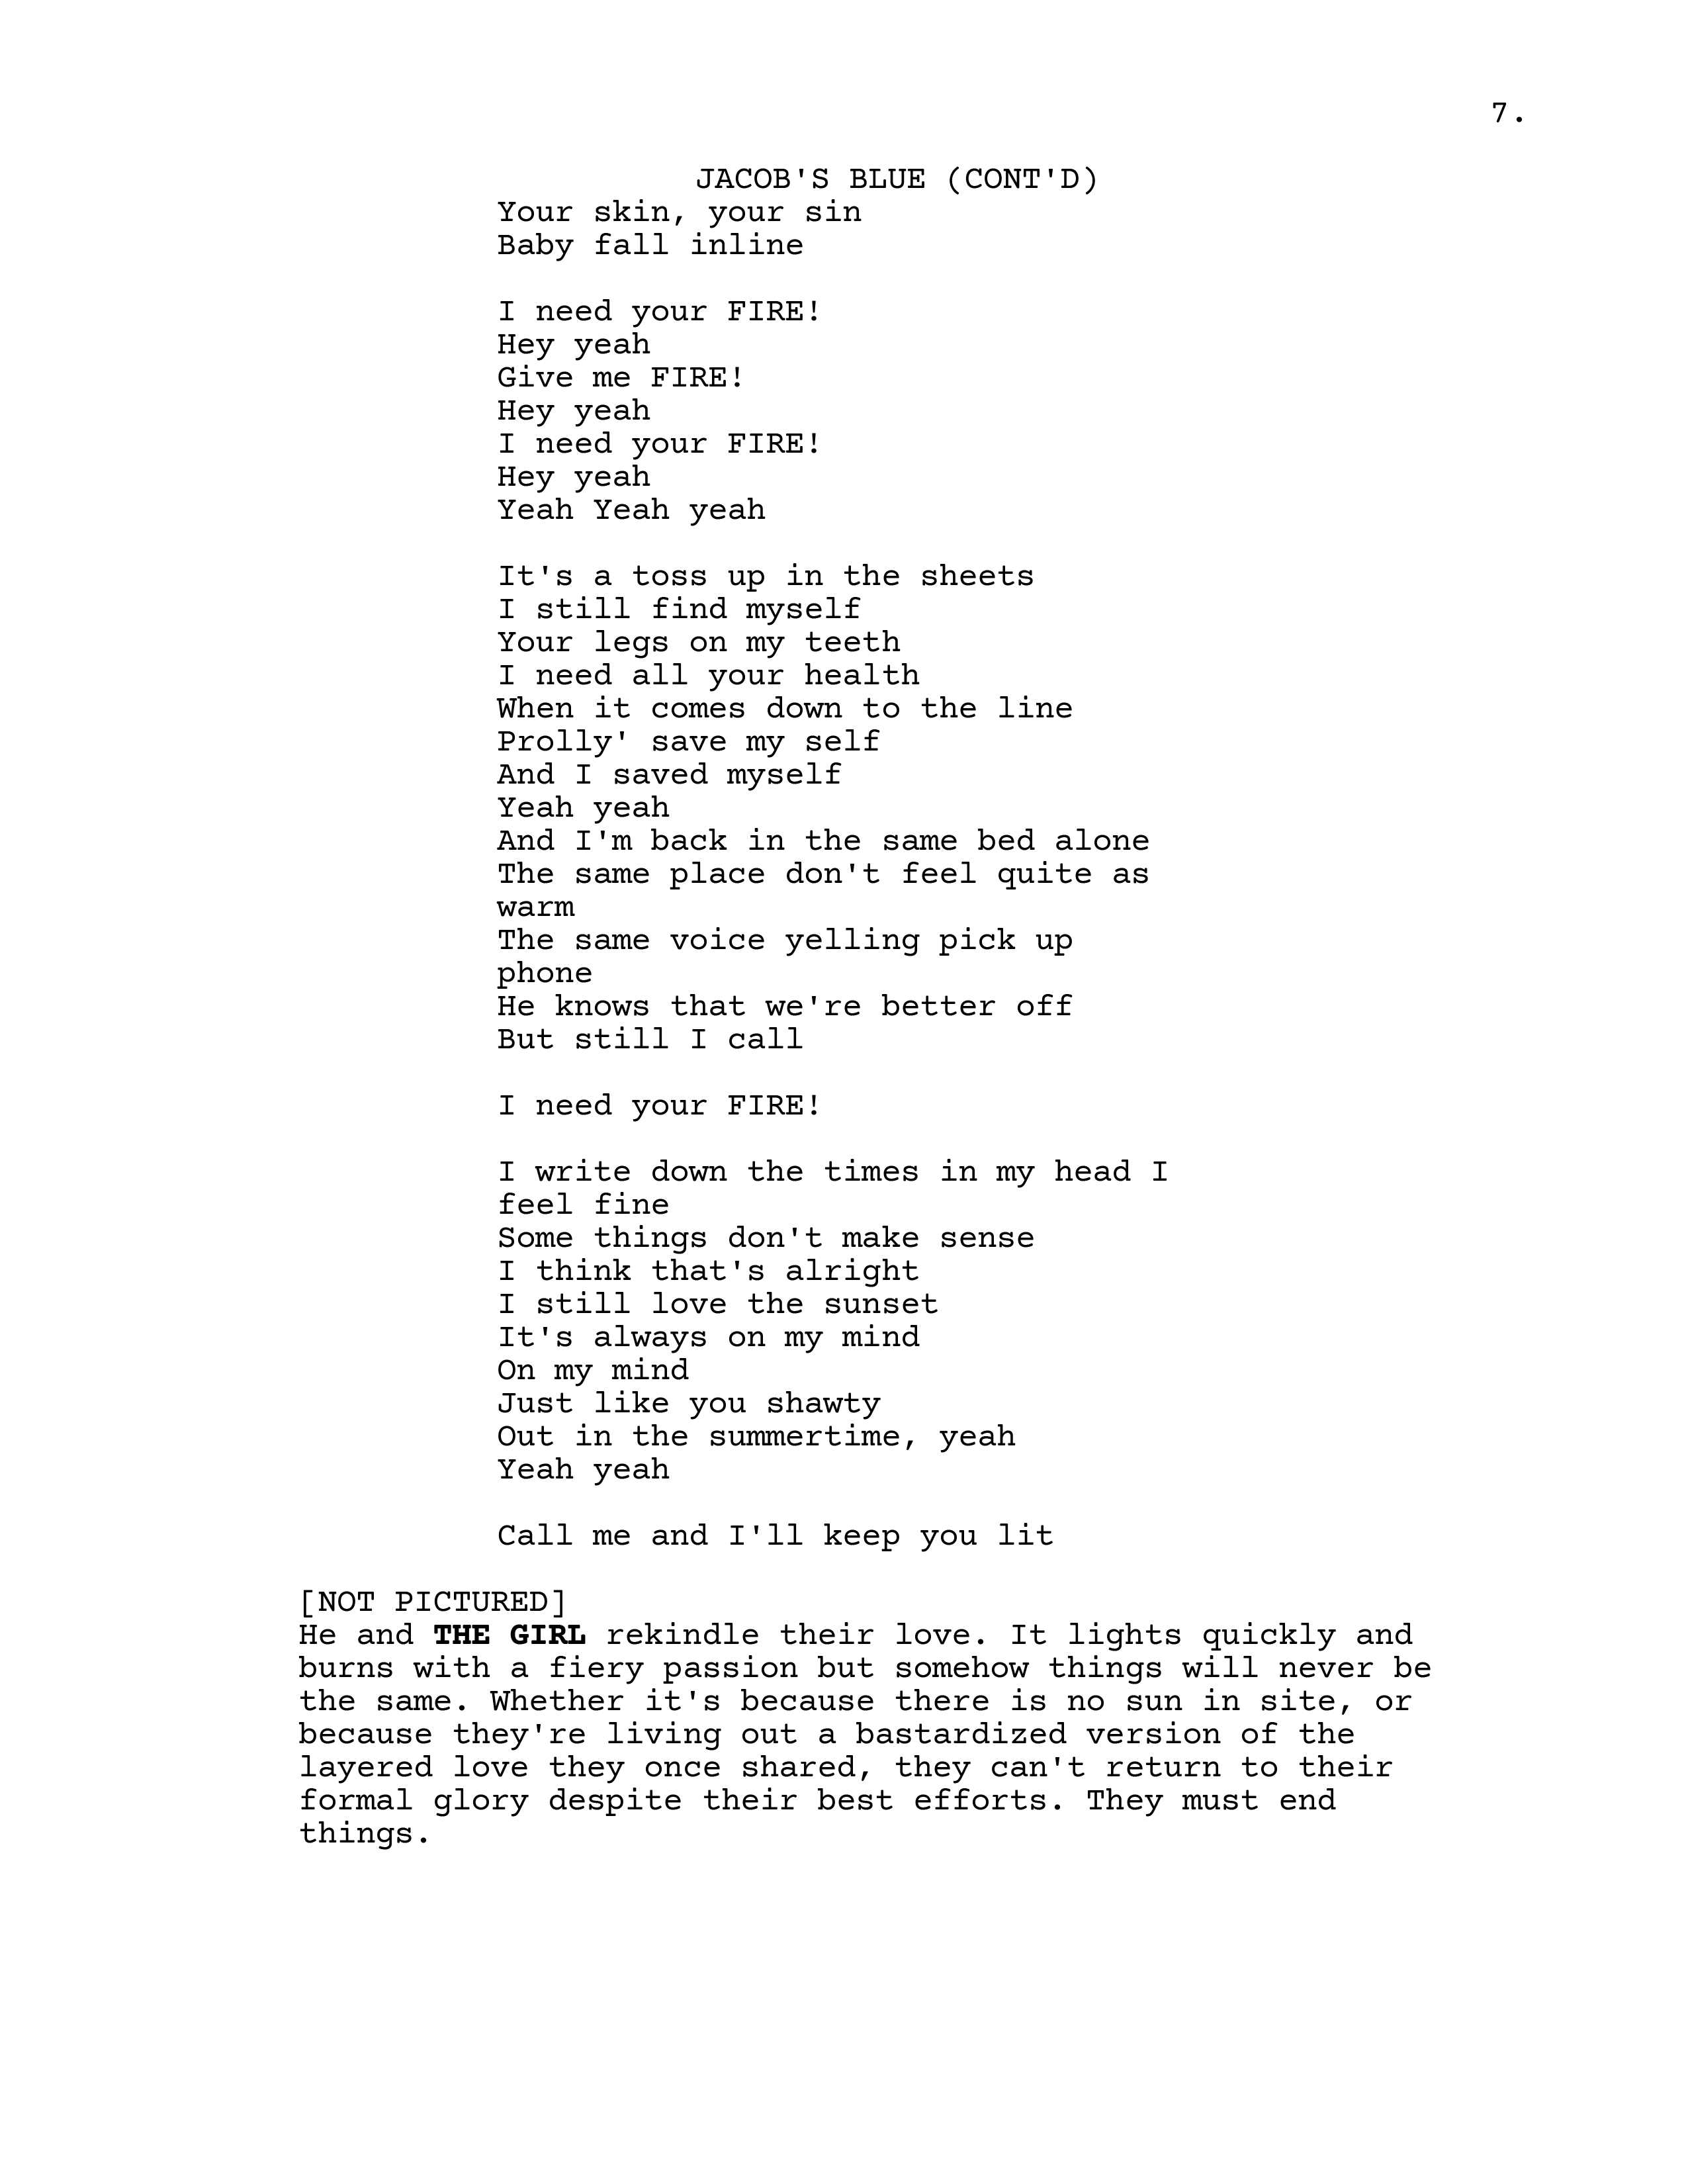 7.
JACOB'S BLUE (CONT'D)
Your skin, your sin
Baby fall inline
I need your FIRE!
Hey yeah
Give me FIRE!
Hey yeah
I need your FIRE!
Hey yeah
Yeah Yeah yeah
It's a toss up in the sheets
I still find myself
Your legs on my teeth
I need all your health
When it comes down to the line
Prolly' save my self
And I saved myself
Yeah yeah
And I'm back in the same bed alone
The same place don't feel quite as
warm
The same voice yelling pick up
phone
He knows that we're better off
But still I call
I need your FIRE!
I write down the times in my head I
feel fine
Some things don't make sense
I think that's alright
I still love the sunset
It's always on my mind
On my mind
Just like you shawty
Out in the summertime, yeah
Yeah yeah
Call me and I'll keep you lit
[NOT PICTURED]
He and THE GIRL rekindle their love. It lights quickly and
burns with a fiery passion but somehow things will never be
the same. Whether it's because there is no sun in site, or
because they're living out a bastardized version of the
layered love they once shared, they can't return to their
formal glory despite their best efforts. They must end
things.